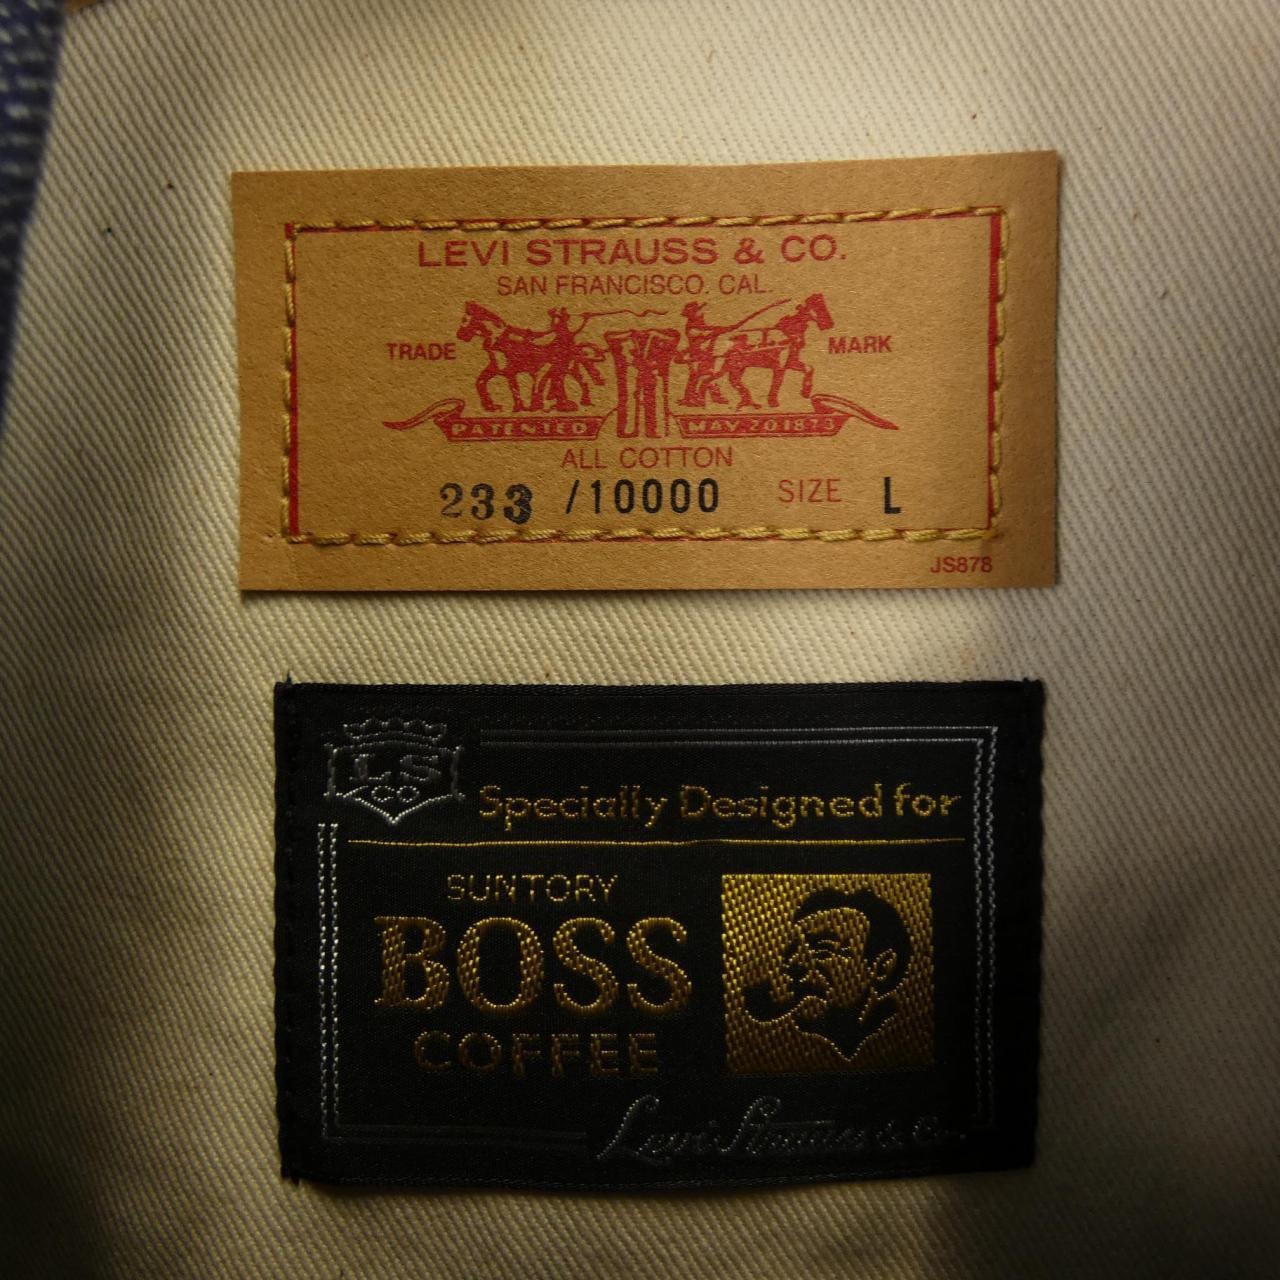 LEVI STRAUSS & CO.
SAN FRANCISCO. CAL.
TRADE MARK
PATENTED MAY 20 1873
ALL COTTON
233 /10000 SIZE L
JS878
LS
CO
Specially Designed for
SUNTORY
BOSS
COFFEE
Levi Strauss & Co.